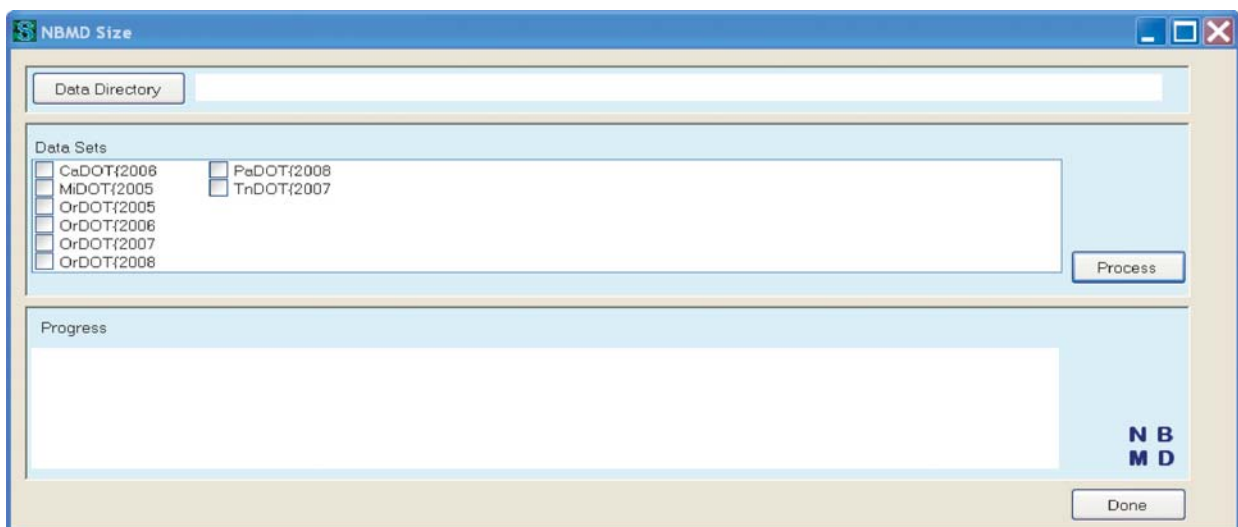 NBMD Size
Data Directory
Data Sets
CaDOT{2006
MiDOT{2005
OrDOT{2005
OrDOT{2006
OrDOT{2007
OrDOT{2008
PaDOT{2008
TnDOT{2007
Process
Progress
N B
M D
Done